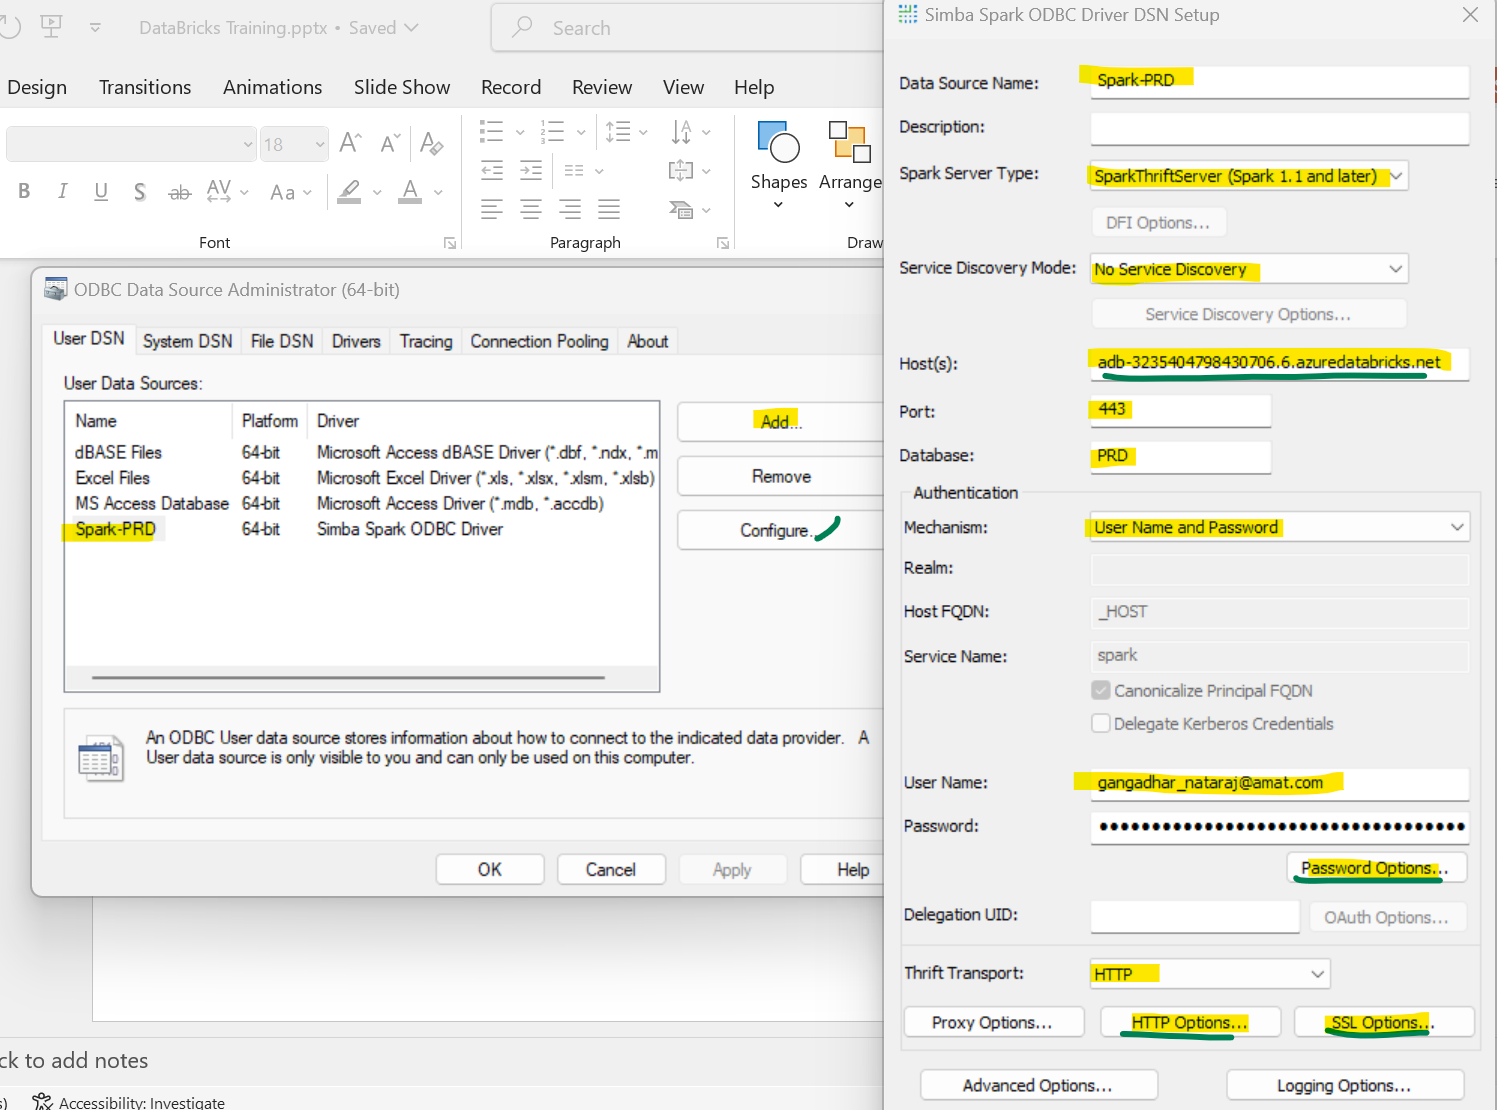 DataBricks Training.pptx • Saved
Search
Design Transitions Animations Slide Show Record Review View Help
18
B I U S ab AV Aa A
Font
Paragraph
Shapes Arrange
Draw
ODBC Data Source Administrator (64-bit)
User DSN System DSN File DSN Drivers Tracing Connection Pooling About
User Data Sources:
Name Platform Driver
dBASE Files 64-bit Microsoft Access dBASE Driver (*.dbf, *.ndx, *.m
Excel Files 64-bit Microsoft Excel Driver (*.xls, *.xlsx, *.xlsm, *.xlsb)
MS Access Database 64-bit Microsoft Access Driver (*.mdb, *.accdb)
Spark-PRD 64-bit Simba Spark ODBC Driver
Add...
Remove
Configure...
An ODBC User data source stores information about how to connect to the indicated data provider. A
User data source is only visible to you and can only be used on this computer.
OK Cancel Apply Help
ck to add notes
s) Accessibility: Investigate
Simba Spark ODBC Driver DSN Setup
Data Source Name: Spark-PRD
Description:
Spark Server Type: SparkThriftServer (Spark 1.1 and later)
DFI Options...
Service Discovery Mode: No Service Discovery
Service Discovery Options...
Host(s): adb-3235404798430706.6.azuredatabricks.net
Port: 443
Database: PRD
Authentication
Mechanism: User Name and Password
Realm:
Host FQDN: _HOST
Service Name: spark
Canonicalize Principal FQDN
Delegate Kerberos Credentials
User Name: gangadhar_nataraj@amat.com
Password: ●●●●●●●●●●●●●●●●●●●●●●●●●●●●●●●●●●●●
Password Options...
Delegation UID: OAuth Options...
Thrift Transport: HTTP
Proxy Options... HTTP Options... SSL Options...
Advanced Options... Logging Options...